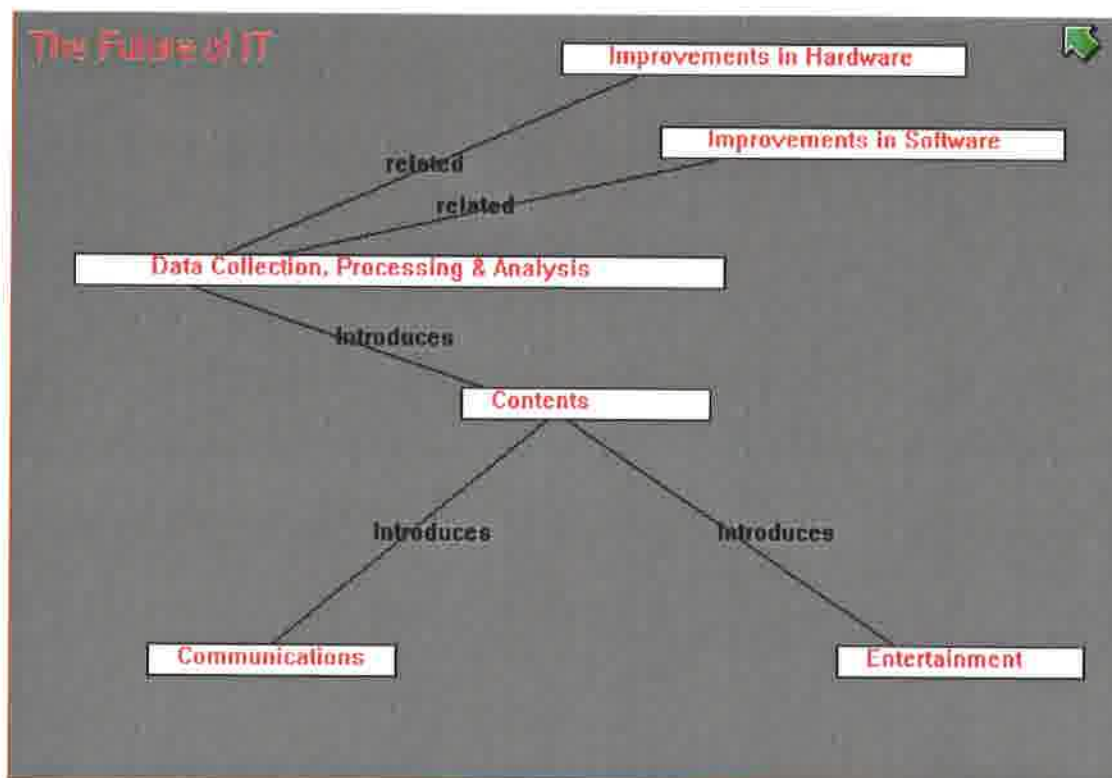 The Future of IT
Improvements in Hardware
Improvements in Software
related
related
Data Collection, Processing & Analysis
Introduces
Contents
Introduces
Introduces
Communications
Entertainment